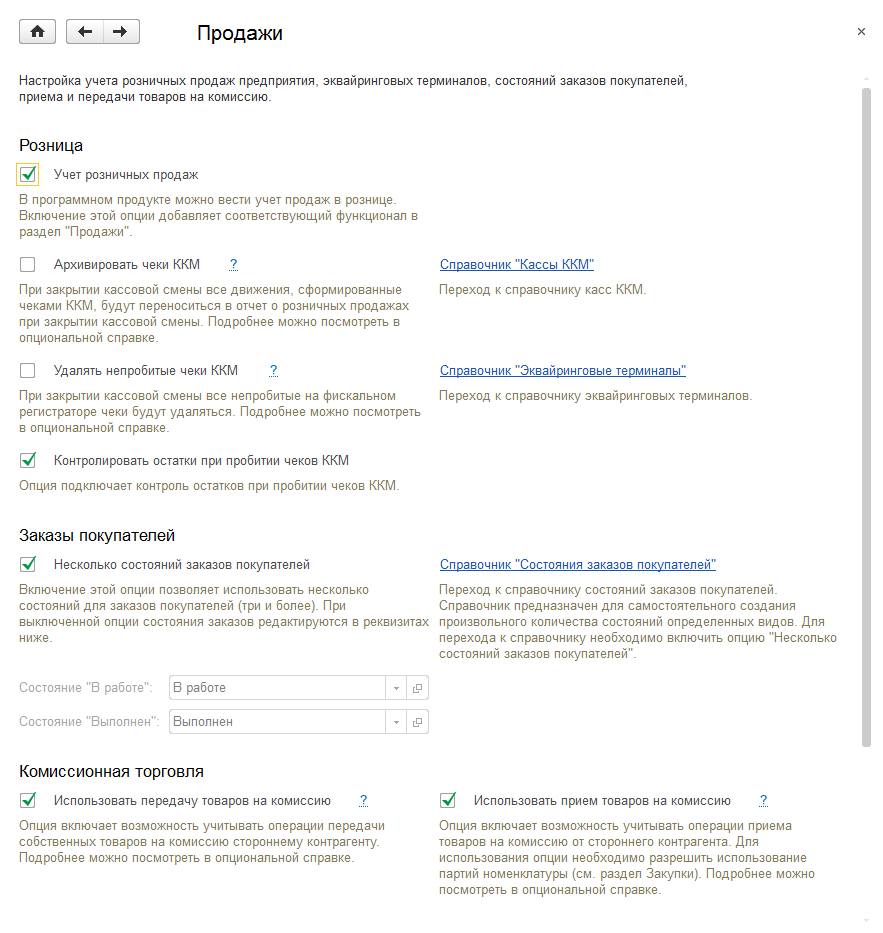 Продажи
Настройка учета розничных продаж предприятия, эквайринговых терминалов, состояний заказов покупателей,
приема и передачи товаров на комиссию.
Розница
Учет розничных продаж
В программном продукте можно вести учет продаж в рознице.
Включение этой опции добавляет соответствующий функционал в
раздел "Продажи".
Архивировать чеки ККМ ?
Справочник "Кассы ККМ"
При закрытии кассовой смены все движения, сформированные
чеками ККМ, будут переноситься в отчет о розничных продажах
при закрытии кассовой смены. Подробнее можно посмотреть в
опциональной справке.
Переход к справочнику касс ККМ.
Удалять непробитые чеки ККМ ?
Справочник "Эквайринговые терминалы"
При закрытии кассовой смены все непробитые на фискальном
регистраторе чеки будут удаляться. Подробнее можно посмотреть
в опциональной справке.
Переход к справочнику эквайринговых терминалов.
Контролировать остатки при пробитии чеков ККМ
Опция подключает контроль остатков при пробитии чеков ККМ.
Заказы покупателей
Несколько состояний заказов покупателей
Справочник "Состояния заказов покупателей"
Включение этой опции позволяет использовать несколько
состояний для заказов покупателей (три и более). При
выключенной опции состояния заказов редактируются в реквизитах
ниже.
Переход к справочнику состояний заказов покупателей.
Справочник предназначен для самостоятельного создания
произвольного количества состояний определенных видов. Для
перехода к справочнику необходимо включить опцию "Несколько
состояний заказов покупателей".
Состояние "В работе": В работе
Состояние "Выполнен": Выполнен
Комиссионная торговля
Использовать передачу товаров на комиссию ?
Использовать прием товаров на комиссию ?
Опция включает возможность учитывать операции передачи
собственных товаров на комиссию стороннему контрагенту.
Подробнее можно посмотреть в опциональной справке.
Опция включает возможность учитывать операции приема
товаров на комиссию от стороннего контрагента. Для
использования опции необходимо разрешить использование
партий номенклатуры (см. раздел Закупки). Подробнее можно
посмотреть в опциональной справке.